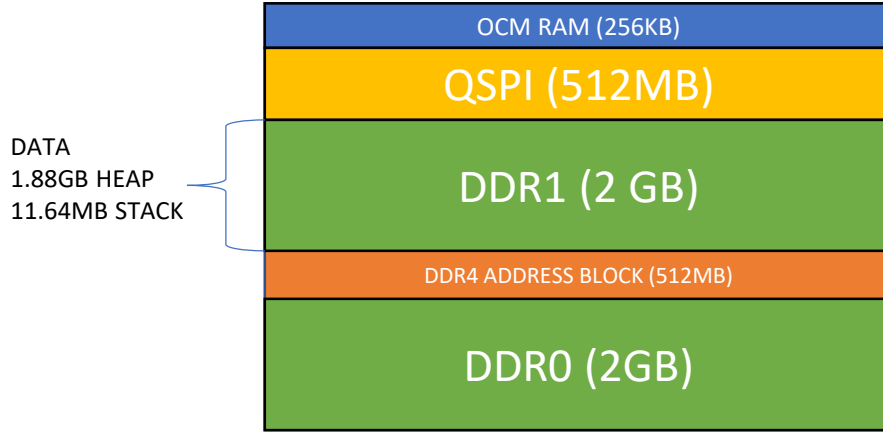 OCM RAM (256KB)
QSPI (512MB)
DATA
1.88GB HEAP
11.64MB STACK
DDR1 (2 GB)
DDR4 ADDRESS BLOCK (512MB)
DDR0 (2GB)